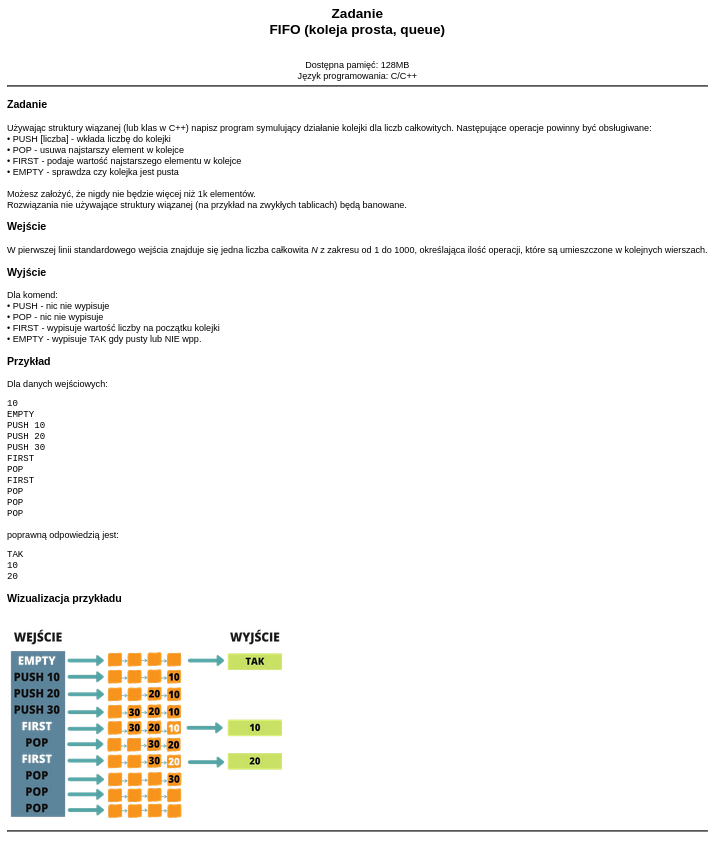 Zadanie
FIFO (koleja prosta, queue)
Dostępna pamięć: 128MB
Język programowania: C/C++
Zadanie
Używając struktury wiązanej (lub klas w C++) napisz program symulujący działanie kolejki dla liczb całkowitych. Następujące operacje powinny być obsługiwane:
• PUSH [liczba] - wkłada liczbę do kolejki
• POP - usuwa najstarszy element w kolejce
• FIRST - podaje wartość najstarszego elementu w kolejce
• EMPTY - sprawdza czy kolejka jest pusta
Możesz założyć, że nigdy nie będzie więcej niż 1k elementów.
Rozwiązania nie używające struktury wiązanej (na przykład na zwykłych tablicach) będą banowane.
Wejście
W pierwszej linii standardowego wejścia znajduje się jedna liczba całkowita N z zakresu od 1 do 1000, określająca ilość operacji, które są umieszczone w kolejnych wierszach.
Wyjście
Dla komend:
• PUSH - nic nie wypisuje
• POP - nic nie wypisuje
• FIRST - wypisuje wartość liczby na początku kolejki
• EMPTY - wypisuje TAK gdy pusty lub NIE wpp.
Przykład
Dla danych wejściowych:
10
EMPTY
PUSH 10
PUSH 20
PUSH 30
FIRST
POP
FIRST
POP
POP
POP
poprawną odpowiedzią jest:
TAK
10
20
Wizualizacja przykładu
WEJŚCIE WYJŚCIE
EMPTY TAK
PUSH 10 10
PUSH 20 20 10
PUSH 30 30 20 10
FIRST 30 20 10 10
POP 30 20
FIRST 30 20 20
POP 30
POP
POP